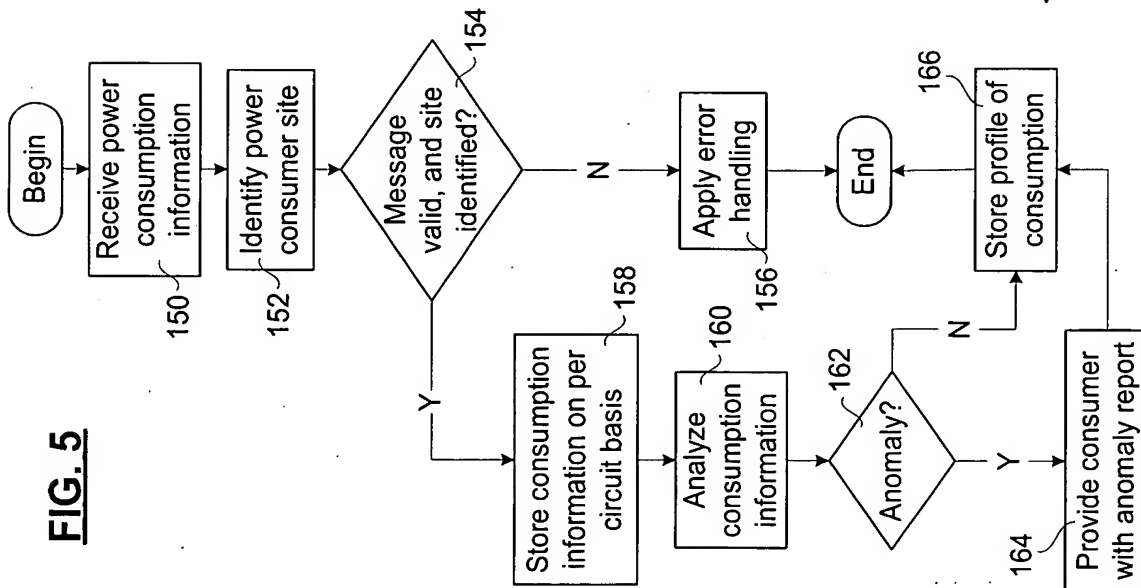 FIG. 5
Begin
Receive power
consumption
information
150
Identify power
consumer site
152
Message
valid, and site
identified?
154
N
Apply error
handling
156
End
Y
Store consumption
information on per
circuit basis
158
Analyze
consumption
information
160
Anomaly?
162
N
Y
Provide consumer
with anomaly report
164
Store profile of
consumption
166